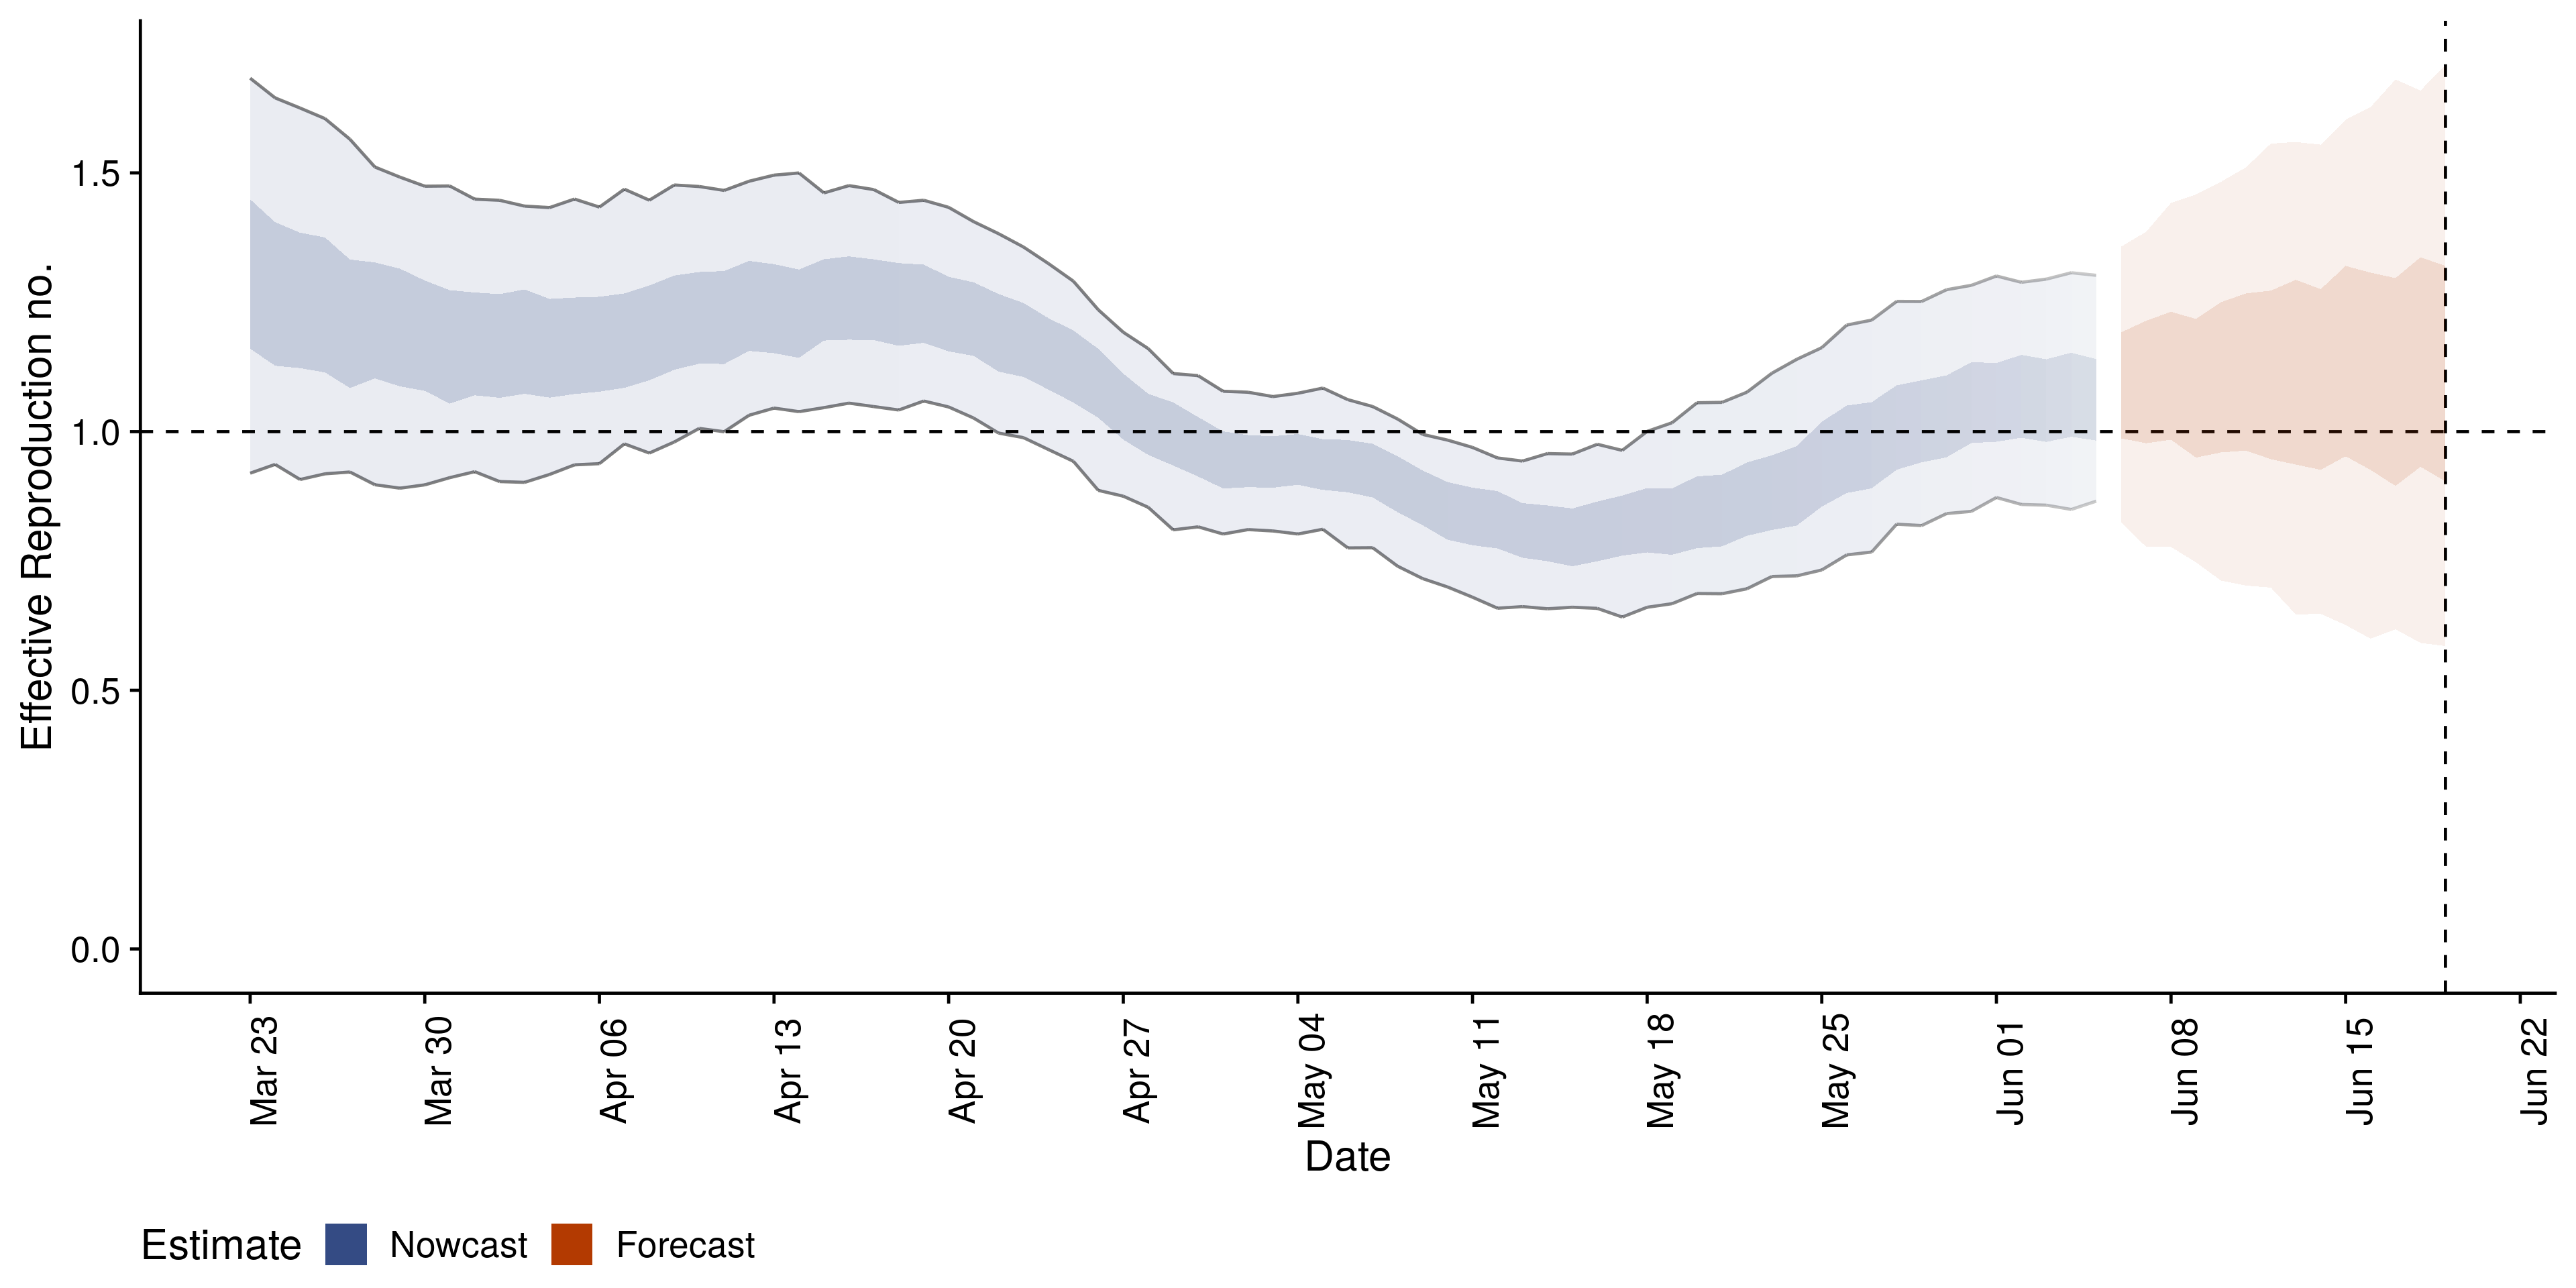 Effective Reproduction no.
1.5
1.0
0.5
0.0
Mar 23
Mar 30
Apr 06
Apr 13
Apr 20
Apr 27
May 04
May 11
May 18
May 25
Jun 01
Jun 08
Jun 15
Jun 22
Date
Estimate Nowcast Forecast